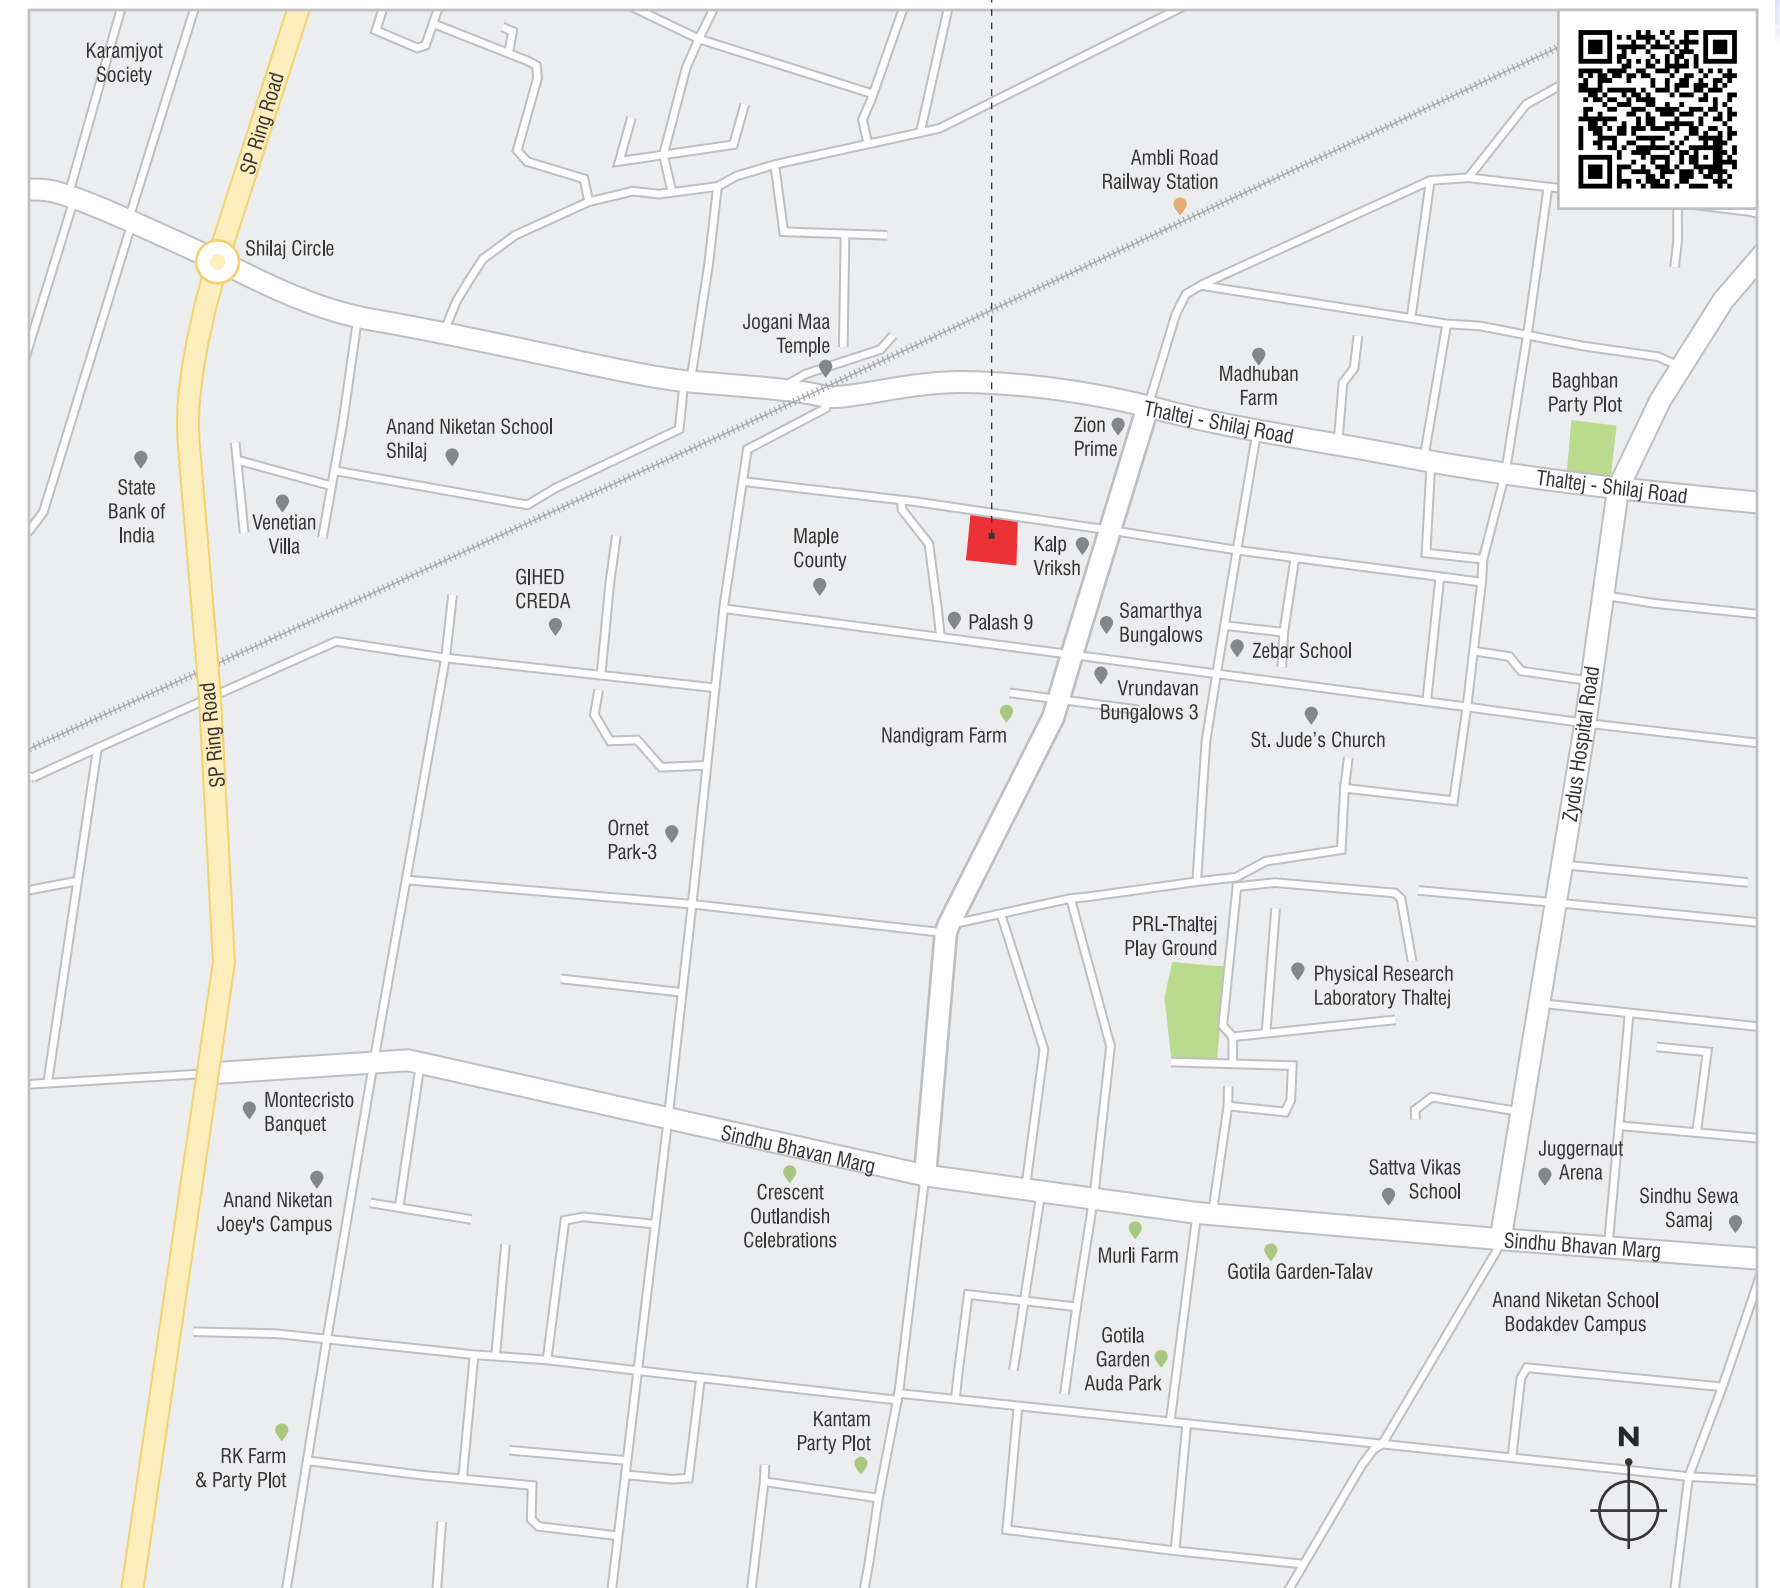 Karamjyot
Society
SP Ring Road
Ambli Road
Railway Station
Shilaj Circle
Jogani Maa
Temple
Madhuban
Farm
Baghban
Party Plot
Thaltej - Shilaj Road
Zion
Prime
Anand Niketan School
Shilaj
State
Bank of
India
Venetian
Villa
Thaltej - Shilaj Road
Maple
County
Kalp
Vriksh
GIHED
CREDA
Palash 9
Samarthya
Bungalows
Zebar School
Vrundavan
Bungalows 3
Nandigram Farm
St. Jude's Church
SP Ring Road
Zydus Hospital Road
Ornet
Park-3
PRL-Thaltej
Play Ground
Physical Research
Laboratory Thaltej
Montecristo
Banquet
Sindhu Bhavan Marg
Anand Niketan
Joey's Campus
Crescent
Outlandish
Celebrations
Sattva Vikas
School
Juggernaut
Arena
Sindhu Sewa
Samaj
Murli Farm
Gotila Garden-Talav
Sindhu Bhavan Marg
Anand Niketan School
Bodakdev Campus
Gotila
Garden
Auda Park
Kantam
Party Plot
RK Farm
& Party Plot
N